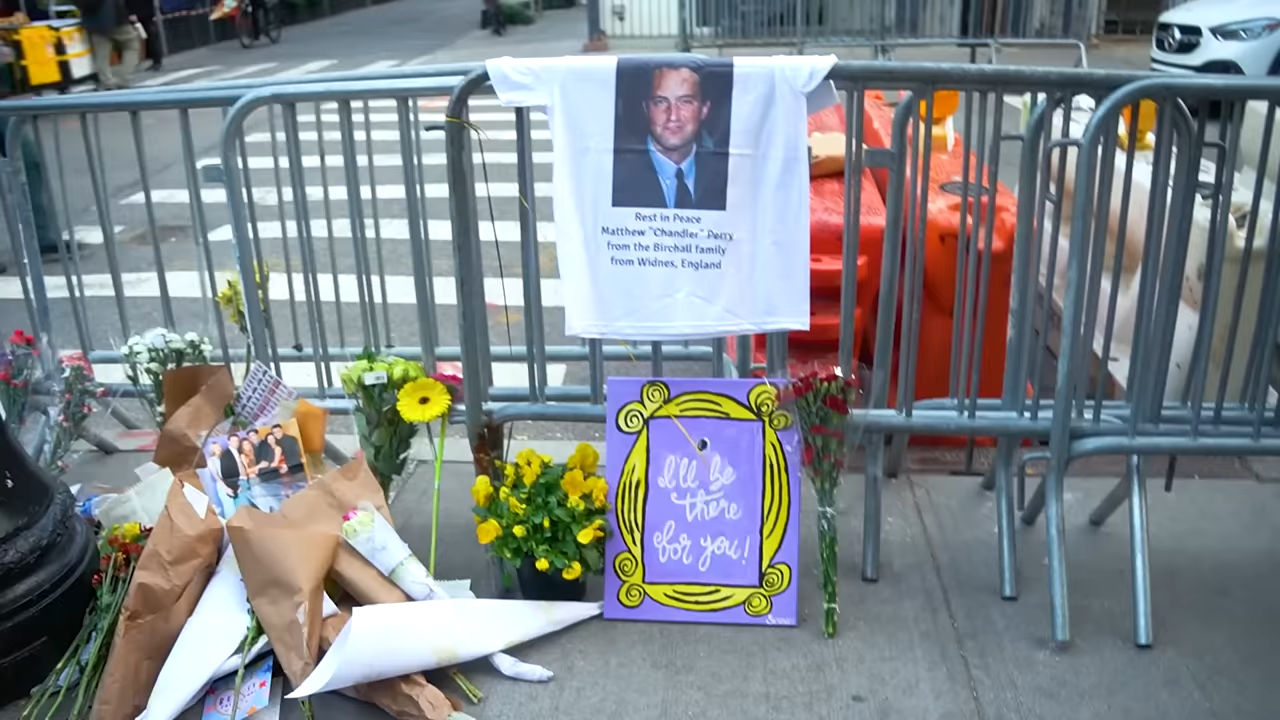 Rest in Peace
Matthew "Chandler" Perry
from the Birchall family
from Widnes, England
I'll be
there
for you!